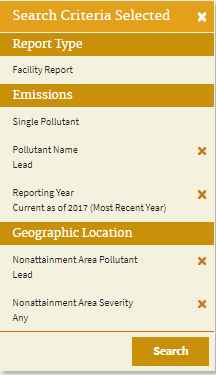 Search Criteria Selected
Report Type
Facility Report
Emissions
Single Pollutant
Pollutant Name
Lead
Reporting Year
Current as of 2017 (Most Recent Year)
Geographic Location
Nonattainment Area Pollutant
Lead
Nonattainment Area Severity
Any
Search